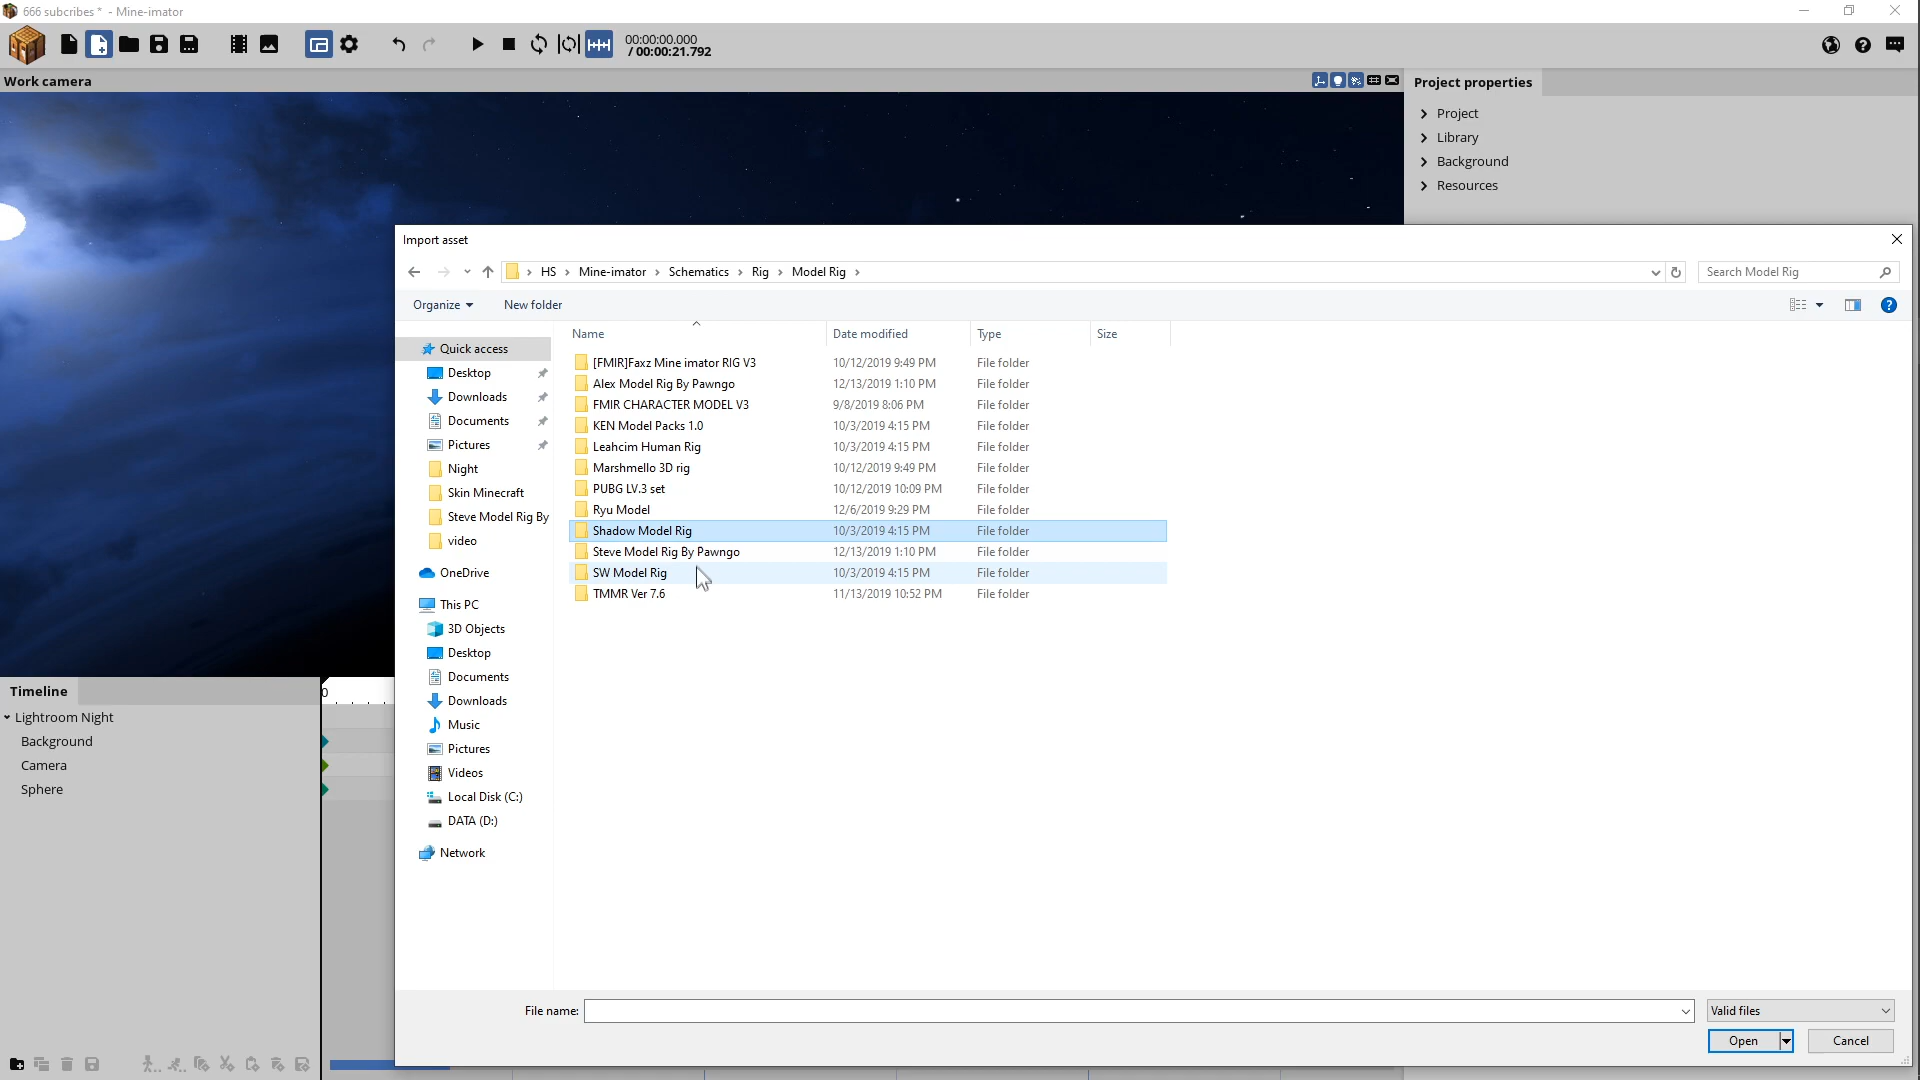 666 subcribes * - Mine-imator
00:00:00.000
/ 00:00:21.792
Work camera
Project properties
Project
Library
Background
Resources
Import asset
HS > Mine-imator > Schematics > Rig > Model Rig >
Search Model Rig
Organize
New folder
Name Date modified Type Size
Quick access
Desktop
Downloads
Documents
Pictures
Night
Skin Minecraft
Steve Model Rig By
video
OneDrive
This PC
3D Objects
Desktop
Documents
Downloads
Music
Pictures
Videos
Local Disk (C:)
DATA (D:)
Network
[FMIR]Faxz Mine imator RIG V3 10/12/2019 9:49 PM File folder
Alex Model Rig By Pawngo 12/13/2019 1:10 PM File folder
FMIR CHARACTER MODEL V3 9/8/2019 8:06 PM File folder
KEN Model Packs 1.0 10/3/2019 4:15 PM File folder
Leahcim Human Rig 10/3/2019 4:15 PM File folder
Marshmello 3D rig 10/12/2019 9:49 PM File folder
PUBG LV.3 set 10/12/2019 10:09 PM File folder
Ryu Model 12/6/2019 9:29 PM File folder
Shadow Model Rig 10/3/2019 4:15 PM File folder
Steve Model Rig By Pawngo 12/13/2019 1:10 PM File folder
SW Model Rig 10/3/2019 4:15 PM File folder
TMMR Ver 7.6 11/13/2019 10:52 PM File folder
Timeline
0
Lightroom Night
Background
Camera
Sphere
File name:
Valid files
Open
Cancel